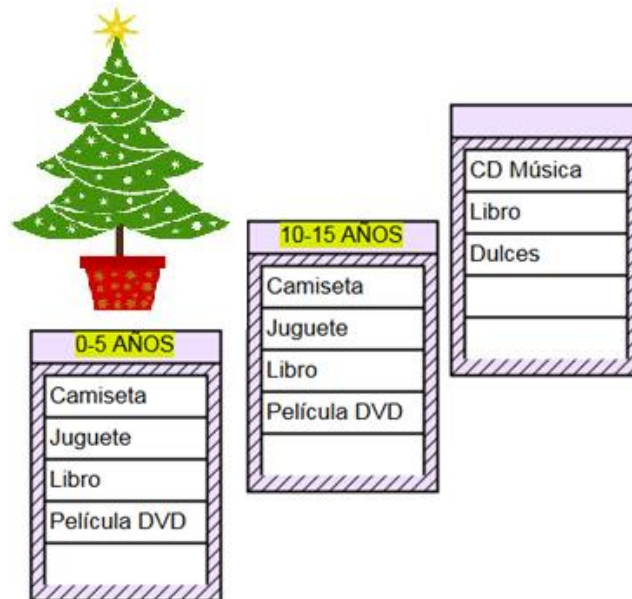 0-5 AÑOS
Camiseta
Juguete
Libro
Película DVD
10-15 AÑOS
Camiseta
Juguete
Libro
Película DVD
CD Música
Libro
Dulces